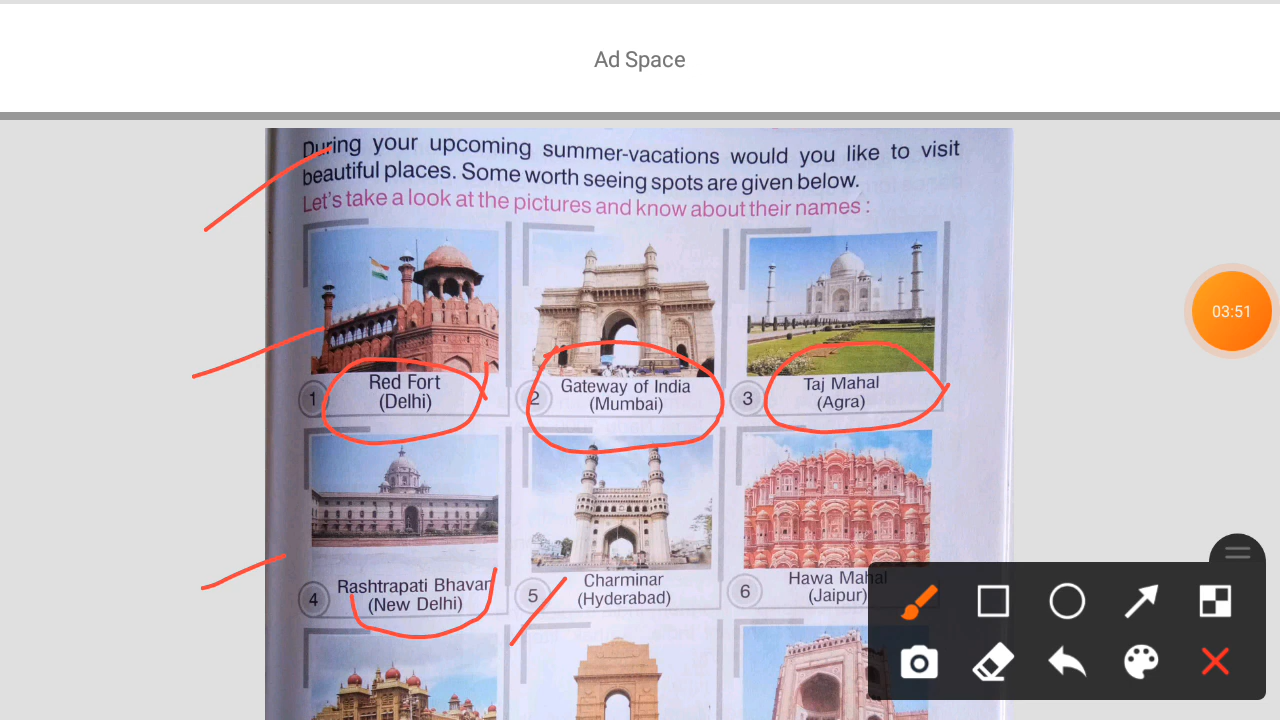 Ad Space
During your upcoming summer-vacations would you like to visit
beautiful places. Some worth seeing spots are given below.
Let's take a look at the pictures and know about their names :
1 Red Fort
(Delhi)
2 Gateway of India
(Mumbai)
3 Taj Mahal
(Agra)
4 Rashtrapati Bhavan
(New Delhi)
5 Charminar
(Hyderabad)
6 Hawa Mahal
(Jaipur)
03:51